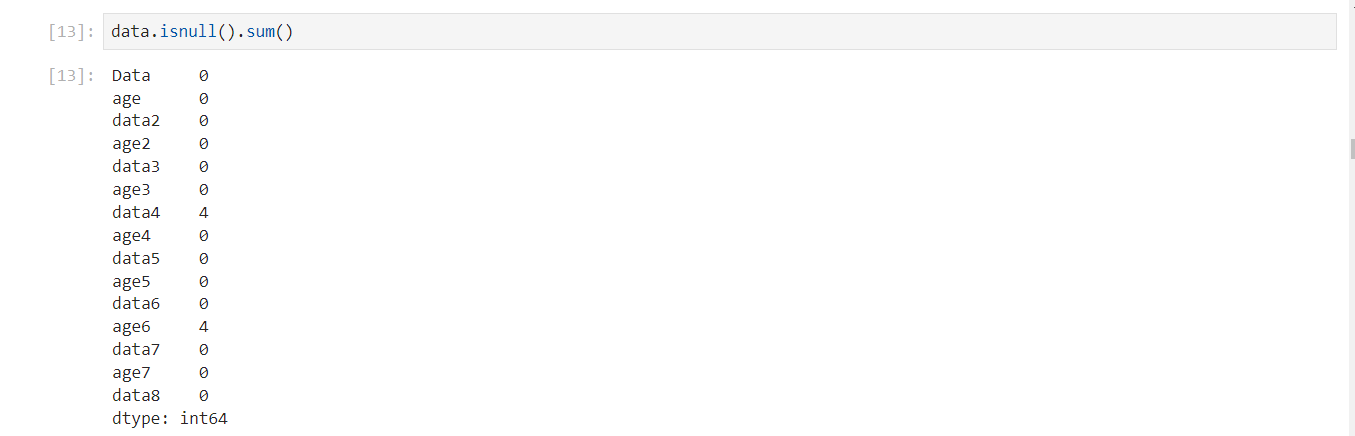 [13]: data.isnull().sum()
[13]: Data 0
age 0
data2 0
age2 0
data3 0
age3 0
data4 4
age4 0
data5 0
age5 0
data6 0
age6 4
data7 0
age7 0
data8 0
dtype: int64